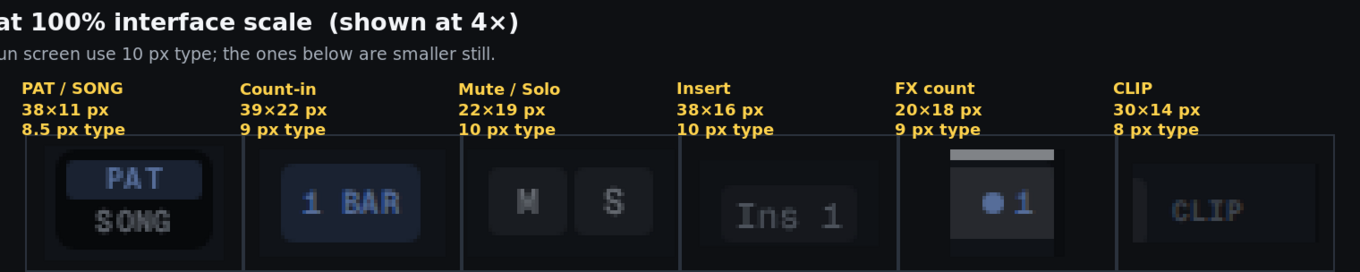 at 100% interface scale (shown at 4×)
un screen use 10 px type; the ones below are smaller still.
PAT / SONG
38×11 px
8.5 px type
Count-in
39×22 px
9 px type
Mute / Solo
22×19 px
10 px type
Insert
38×16 px
10 px type
FX count
20×18 px
9 px type
CLIP
30×14 px
8 px type
PAT
SONG
1 BAR
M S
Ins 1
1
CLIP